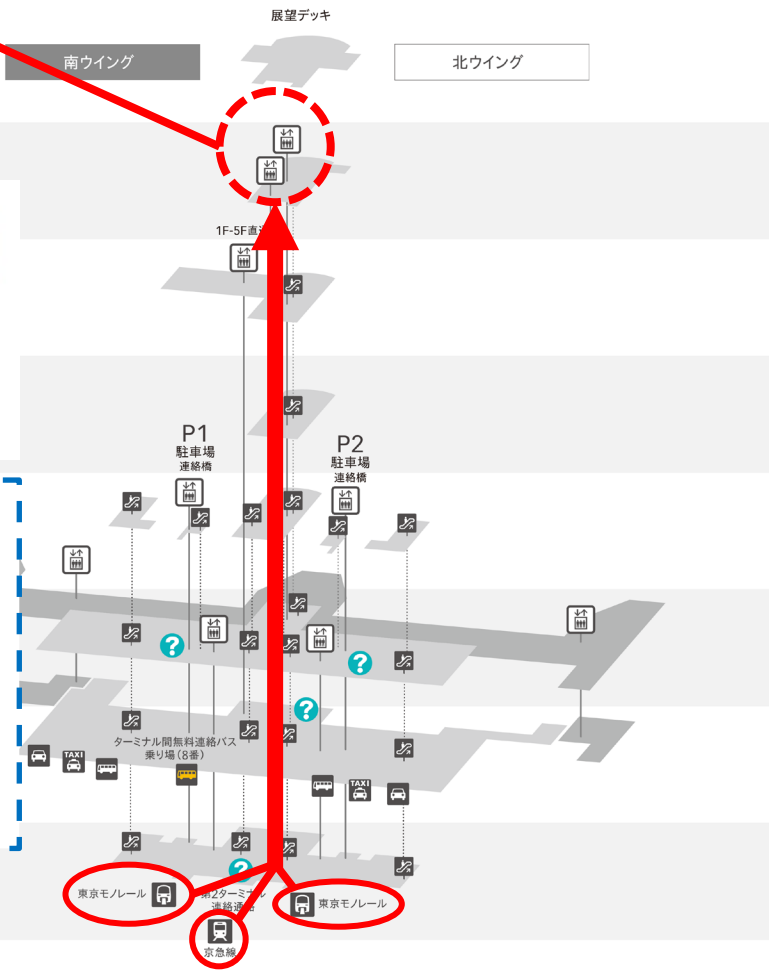 展望デッキ
南ウイング
北ウイング
1F-5F直
P1
駐車場
連絡橋
P2
駐車場
連絡橋
?
?
?
ターミナル間無料連絡バス
乗り場(8番)
TAXI
TAXI
?
東京モノレール
第2ターミナル
連絡通路
東京モノレール
京急線